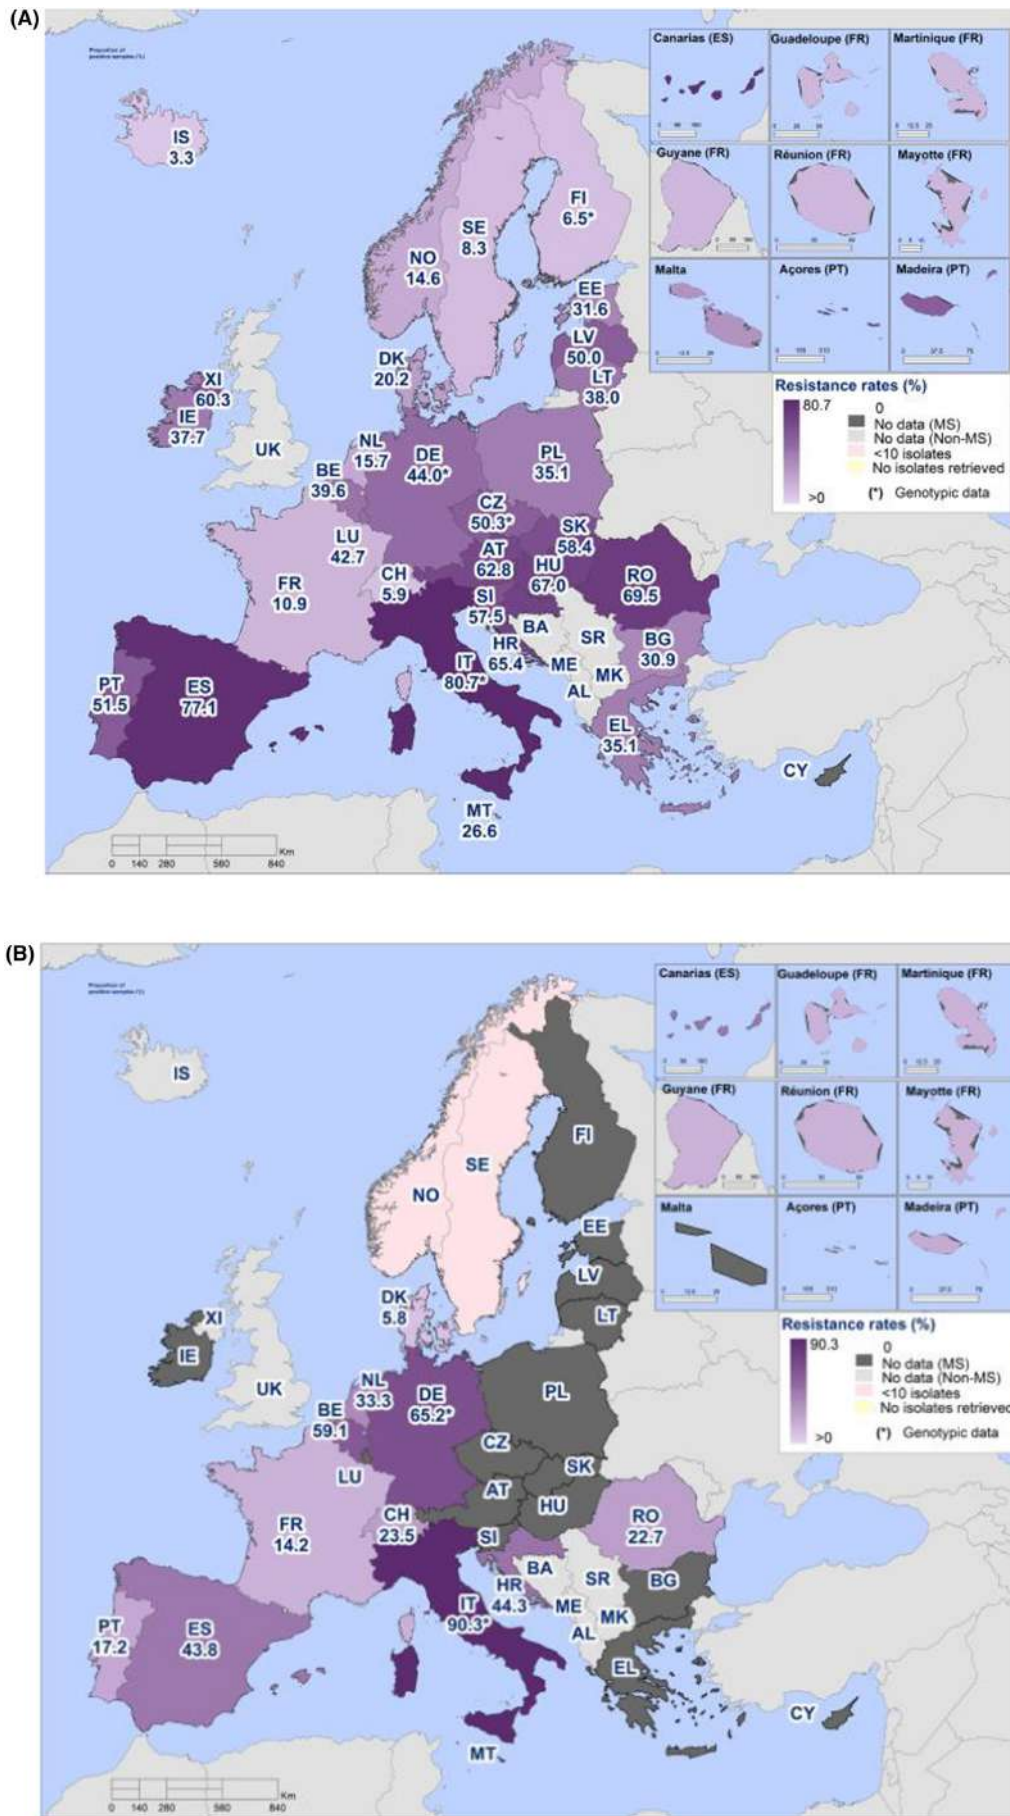 (A)
Proportion of
positive samples (%)
Canarias (ES)
Guadeloupe (FR)
Martinique (FR)
Guyane (FR)
Réunion (FR)
Mayotte (FR)
Malta
Açores (PT)
Madeira (PT)
IS
3.3
FI
6.5*
SE
8.3
NO
14.6
EE
31.6
LV
50.0
LT
38.0
DK
20.2
XI
60.3
IE
37.7
UK
NL
15.7
BE
39.6
DE
44.0*
PL
35.1
CZ
50.3*
LU
42.7
SK
58.4
AT
62.8
HU
67.0
RO
69.5
CH
5.9
FR
10.9
SI
57.5
BA
SR
HR
65.4
BG
30.9
ME
MK
AL
IT
80.7*
PT
51.5
ES
77.1
EL
35.1
CY
MT
26.6
Resistance rates (%)
80.7
>0
0
No data (MS)
No data (Non-MS)
<10 isolates
No isolates retrieved
(*) Genotypic data
0 140 280 560 840
Km
(B)
Proportion of
positive samples (%)
Canarias (ES)
Guadeloupe (FR)
Martinique (FR)
Guyane (FR)
Réunion (FR)
Mayotte (FR)
Malta
Açores (PT)
Madeira (PT)
IS
FI
SE
NO
EE
LV
LT
DK
5.8
XI
IE
UK
NL
33.3
BE
59.1
DE
65.2*
PL
CZ
LU
SK
AT
HU
RO
22.7
CH
23.5
FR
14.2
SI
BA
SR
BG
HR
44.3
ME
MK
AL
IT
90.3*
PT
17.2
ES
43.8
EL
CY
MT
Resistance rates (%)
90.3
>0
0
No data (MS)
No data (Non-MS)
<10 isolates
No isolates retrieved
(*) Genotypic data
0 140 280 560 840
Km